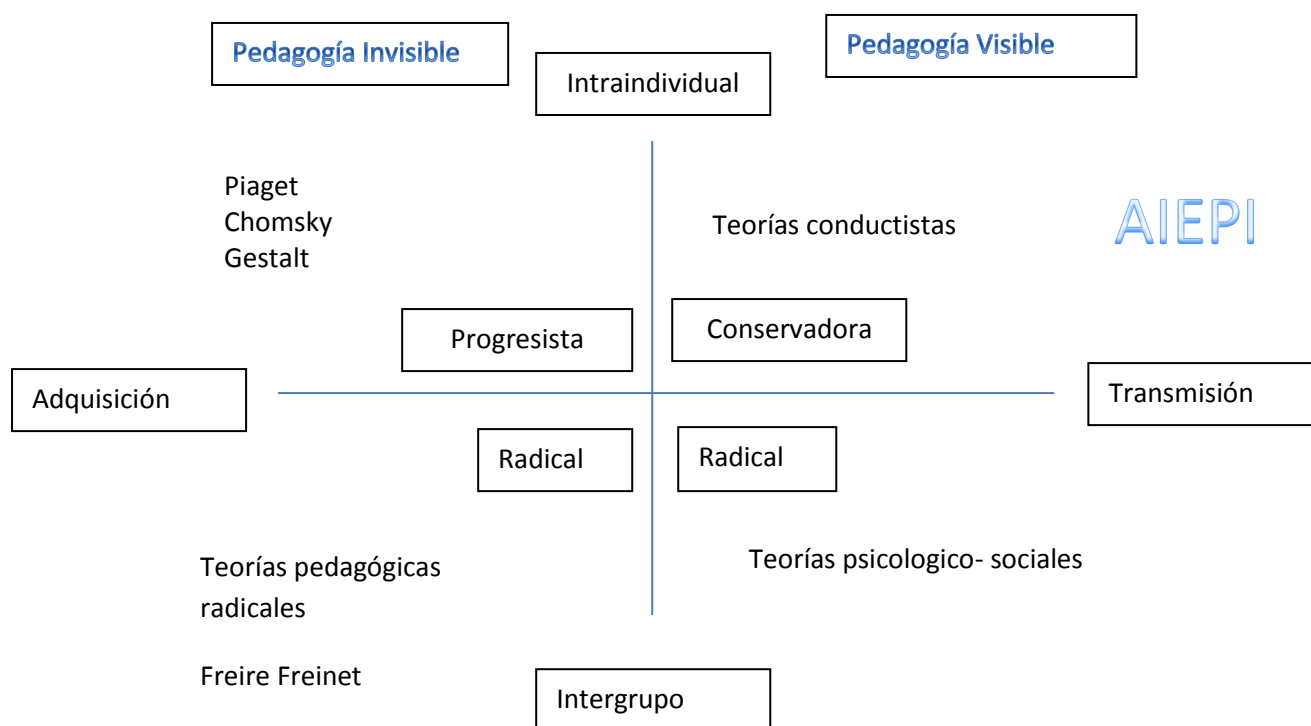 Pedagogía Invisible
Pedagogía Visible
Intraindividual
Piaget
Chomsky
Gestalt
Teorías conductistas
AIEPI
Progresista
Conservadora
Adquisición
Transmisión
Radical
Radical
Teorías pedagógicas
radicales
Teorías psicologico- sociales
Freire Freinet
Intergrupo